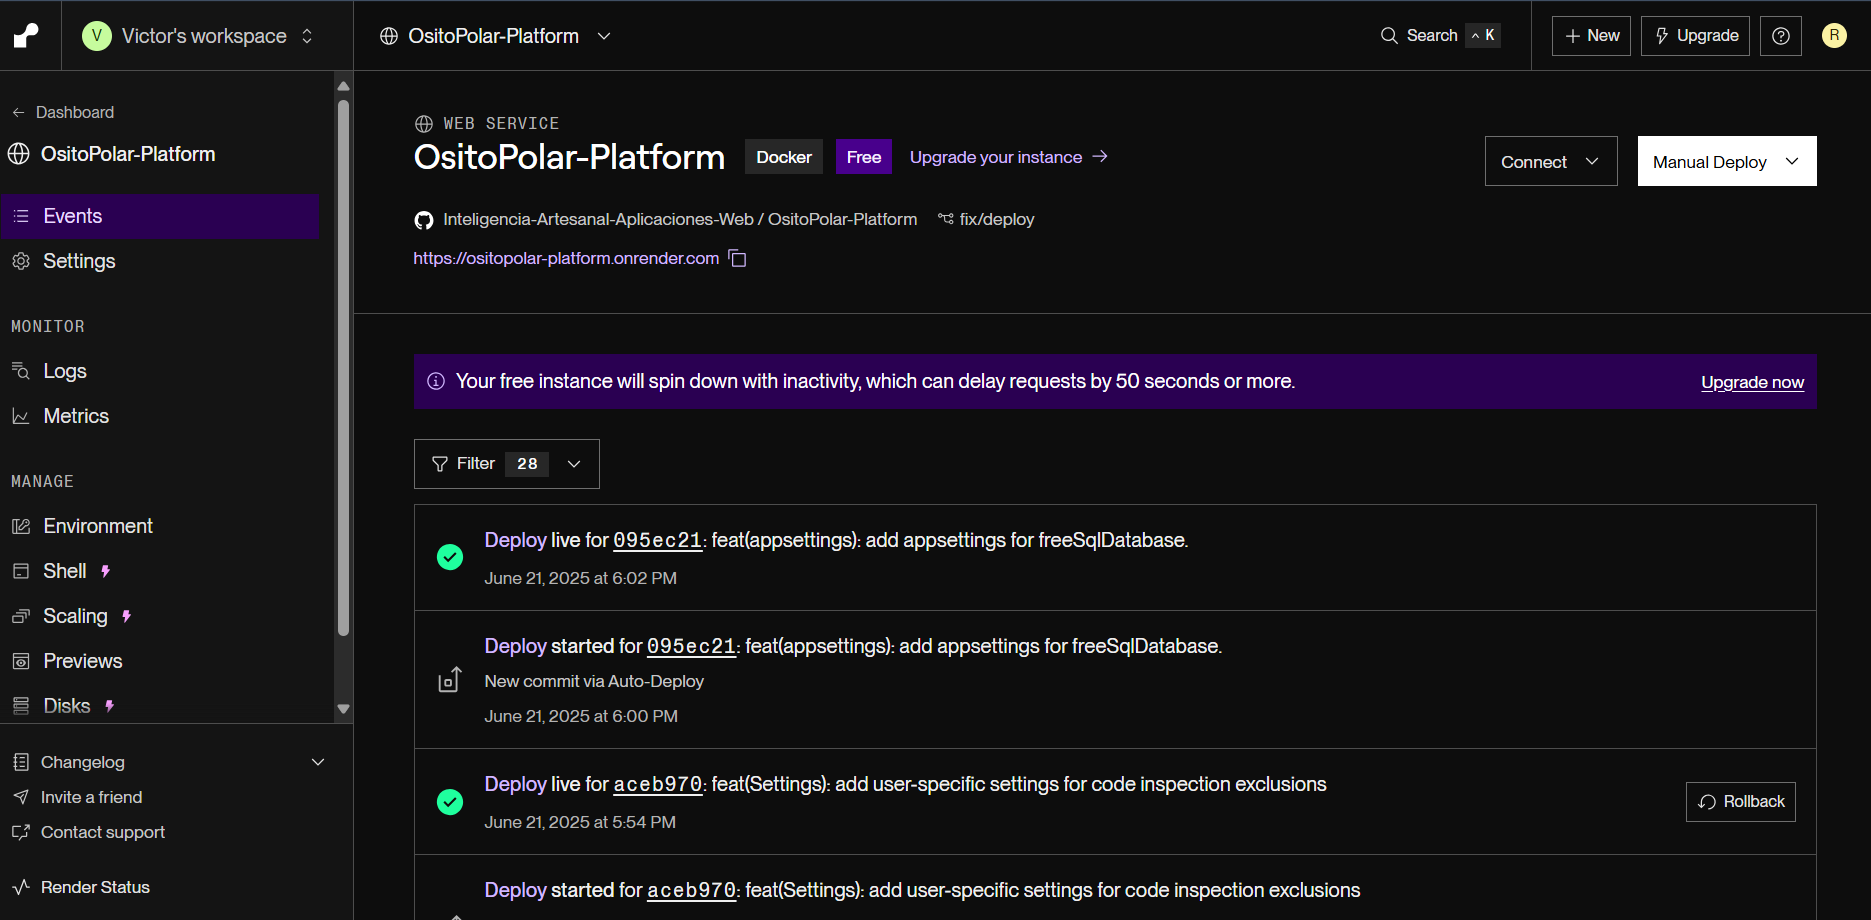 V Victor's workspace
OsitoPolar-Platform
Search ^ K
+ New
Upgrade
R
← Dashboard
OsitoPolar-Platform
Events
Settings
MONITOR
Logs
Metrics
MANAGE
Environment
Shell
Scaling
Previews
Disks
Changelog
Invite a friend
Contact support
Render Status
WEB SERVICE
OsitoPolar-Platform Docker Free Upgrade your instance →
Connect
Manual Deploy
Inteligencia-Artesanal-Aplicaciones-Web / OsitoPolar-Platform fix/deploy
https://ositopolar-platform.onrender.com
Your free instance will spin down with inactivity, which can delay requests by 50 seconds or more.
Upgrade now
Filter 28
Deploy live for 095ec21: feat(appsettings): add appsettings for freeSqlDatabase.
June 21, 2025 at 6:02 PM
Deploy started for 095ec21: feat(appsettings): add appsettings for freeSqlDatabase.
New commit via Auto-Deploy
June 21, 2025 at 6:00 PM
Deploy live for aceb970: feat(Settings): add user-specific settings for code inspection exclusions
June 21, 2025 at 5:54 PM
Rollback
Deploy started for aceb970: feat(Settings): add user-specific settings for code inspection exclusions